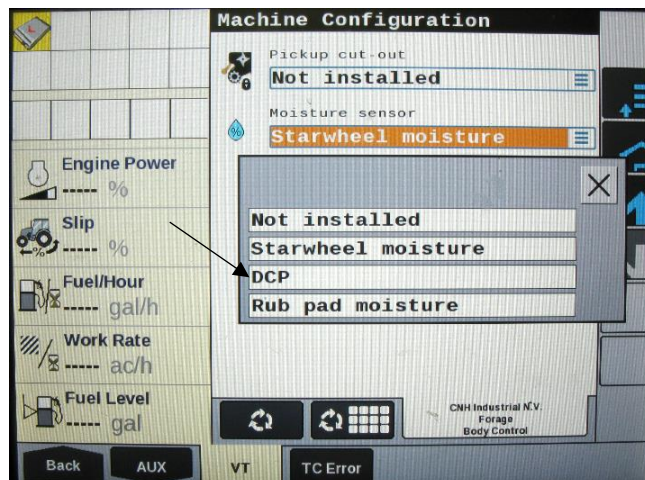 Machine Configuration
Pickup cut-out
Not installed
Moisture sensor
%
Starwheel moisture
Not installed
Starwheel moisture
DCP
Rub pad moisture
Engine Power
----- %
Slip
%
----- %
Fuel/Hour
----- gal/h
Work Rate
----- ac/h
Fuel Level
----- gal
CNH Industrial N.V.
Forage
Body Control
Back
AUX
VT
TC Error